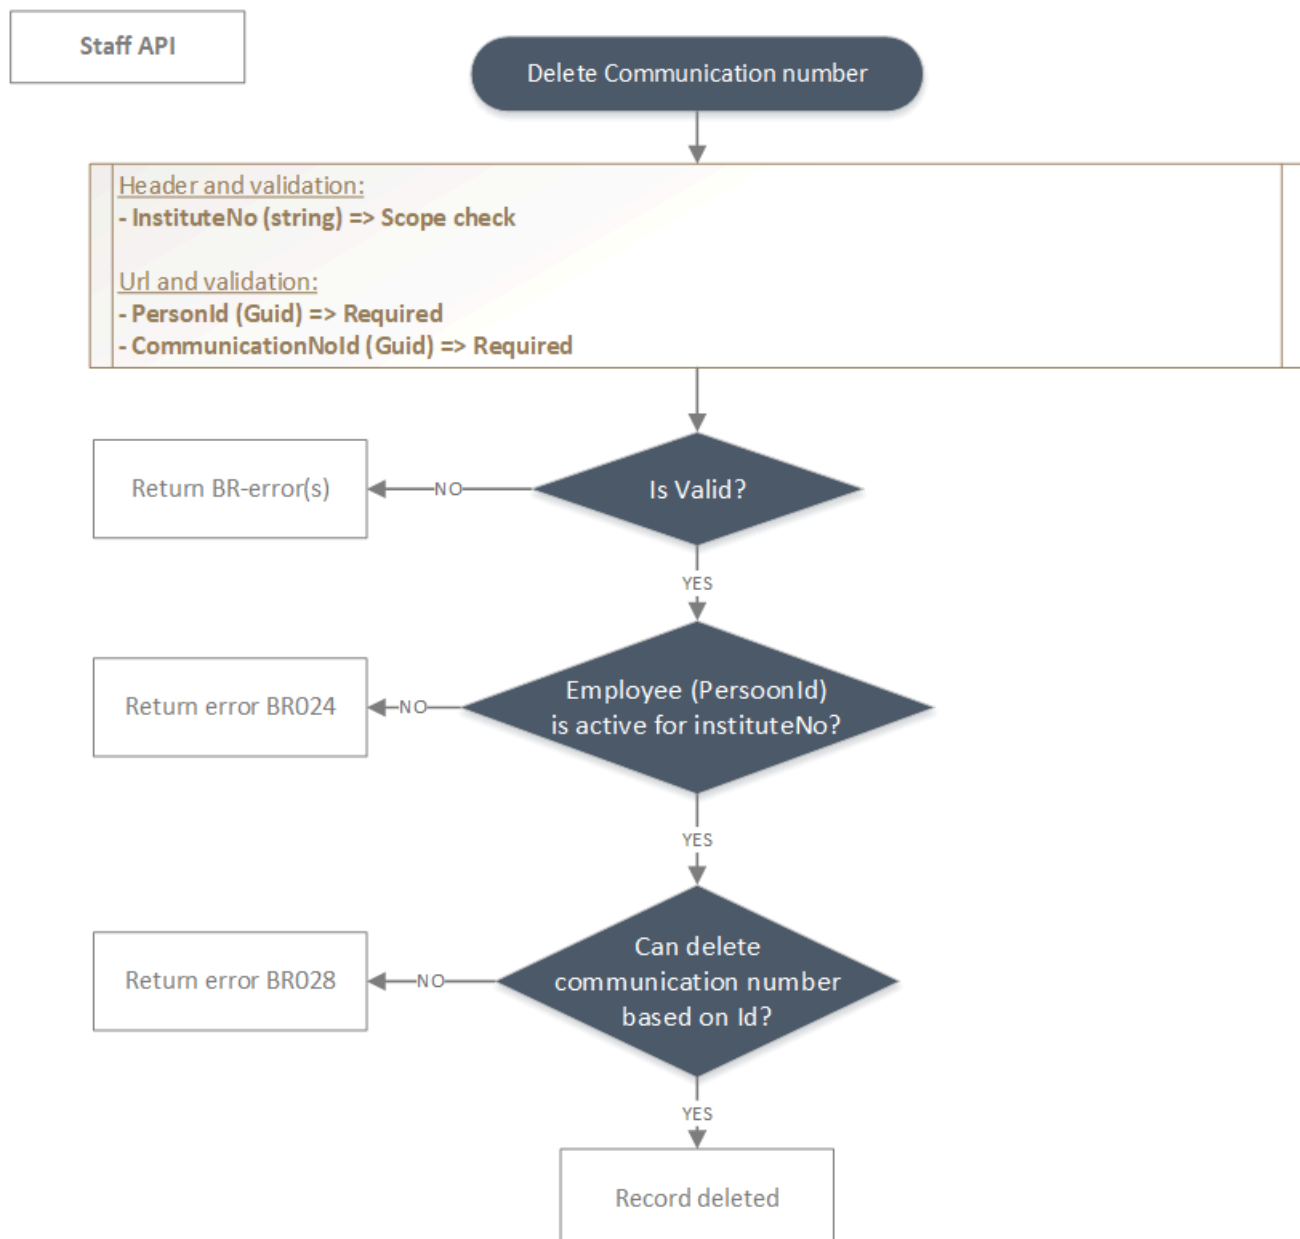 Staff API
Delete Communication number
Header and validation:
- InstituteNo (string) => Scope check
Url and validation:
- PersonId (Guid) => Required
- CommunicationNoId (Guid) => Required
Is Valid?
NO
Return BR-error(s)
YES
Employee (PersoonId)
is active for instituteNo?
NO
Return error BR024
YES
Can delete
communication number
based on Id?
NO
Return error BR028
YES
Record deleted